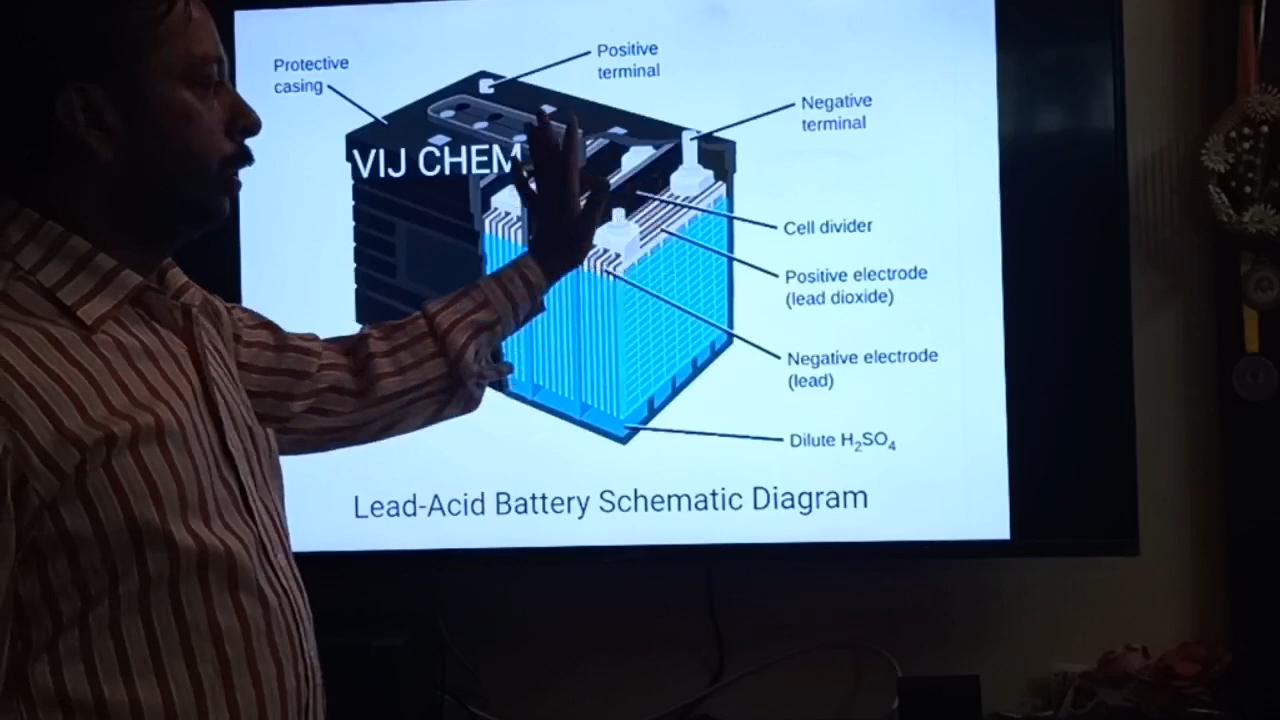 Protective
casing
Positive
terminal
Negative
terminal
VIJ CHEM
Cell divider
Positive electrode
(lead dioxide)
Negative electrode
(lead)
Dilute H₂SO₄
Lead-Acid Battery Schematic Diagram